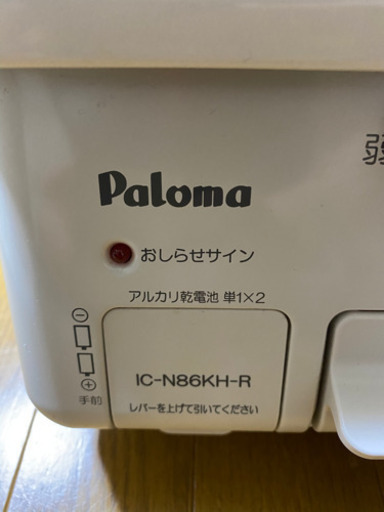 Paloma
弱
おしらせサイン
アルカリ乾電池 単1×2
⊖
⊕
手前
IC-N86KH-R
レバーを上げて引いてください